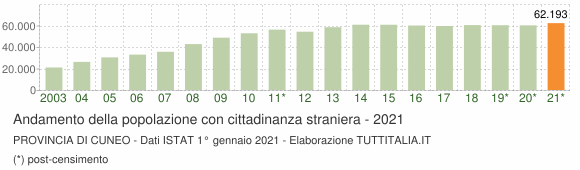 62.193
60.000
40.000
20.000
0
2003 04 05 06 07 08 09 10 11* 12 13 14 15 16 17 18 19* 20* 21*
Andamento della popolazione con cittadinanza straniera - 2021
PROVINCIA DI CUNEO - Dati ISTAT 1° gennaio 2021 - Elaborazione TUTTITALIA.IT
(*) post-censimento